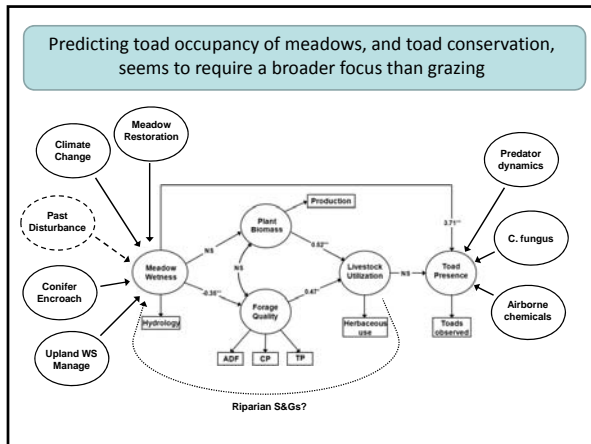 Predicting toad occupancy of meadows, and toad conservation,
seems to require a broader focus than grazing
Meadow
Restoration
Climate
Change
Past
Disturbance
Conifer
Encroach
Upland WS
Manage
Meadow
Wetness
Hydrology
NS
-0.35**
NS
Plant
Biomass
Production
Forage
Quality
ADF
CP
TP
0.52***
0.47*
Livestock
Utilization
Herbaceous
use
NS
3.71***
Toad
Presence
Toads
observed
Predator
dynamics
C. fungus
Airborne
chemicals
Riparian S&Gs?